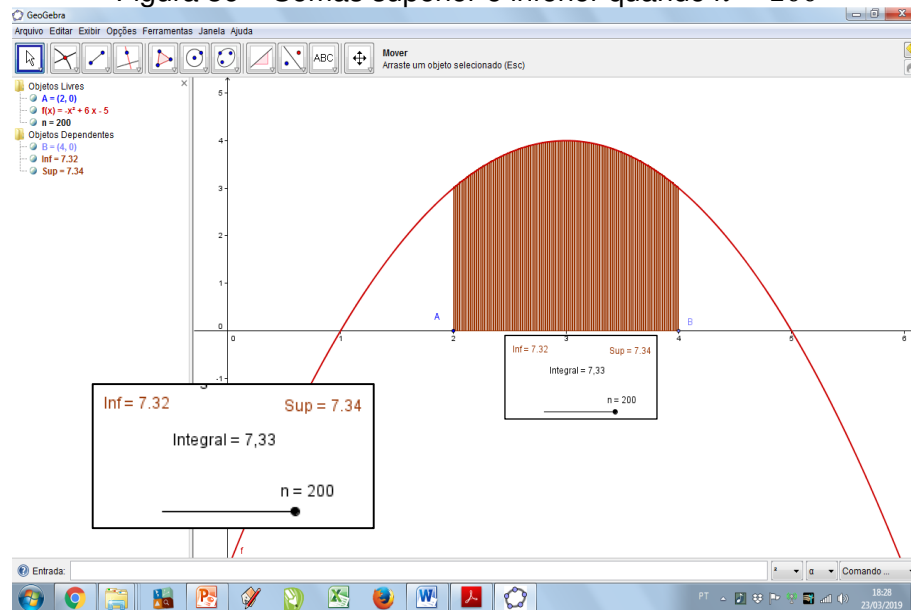 Figura 36 – Somas superior e inferior quando n = 200
GeoGebra
Arquivo Editar Exibir Opções Ferramentas Janela Ajuda
ABC
Mover
Arraste um objeto selecionado (Esc)
Objetos Livres
A = (2, 0)
f(x) = -x² + 6 x - 5
n = 200
Objetos Dependentes
B = (4, 0)
Inf = 7.32
Sup = 7.34
5
4
3
2
1
0
-1
0 1 2 3 4 5 6
A
B
Inf = 7.32 Sup = 7.34
Integral = 7,33
n = 200
Inf = 7.32 Sup = 7.34
Integral = 7,33
n = 200
f
Entrada:
² α Comando ...
PT 18:28
23/03/2019